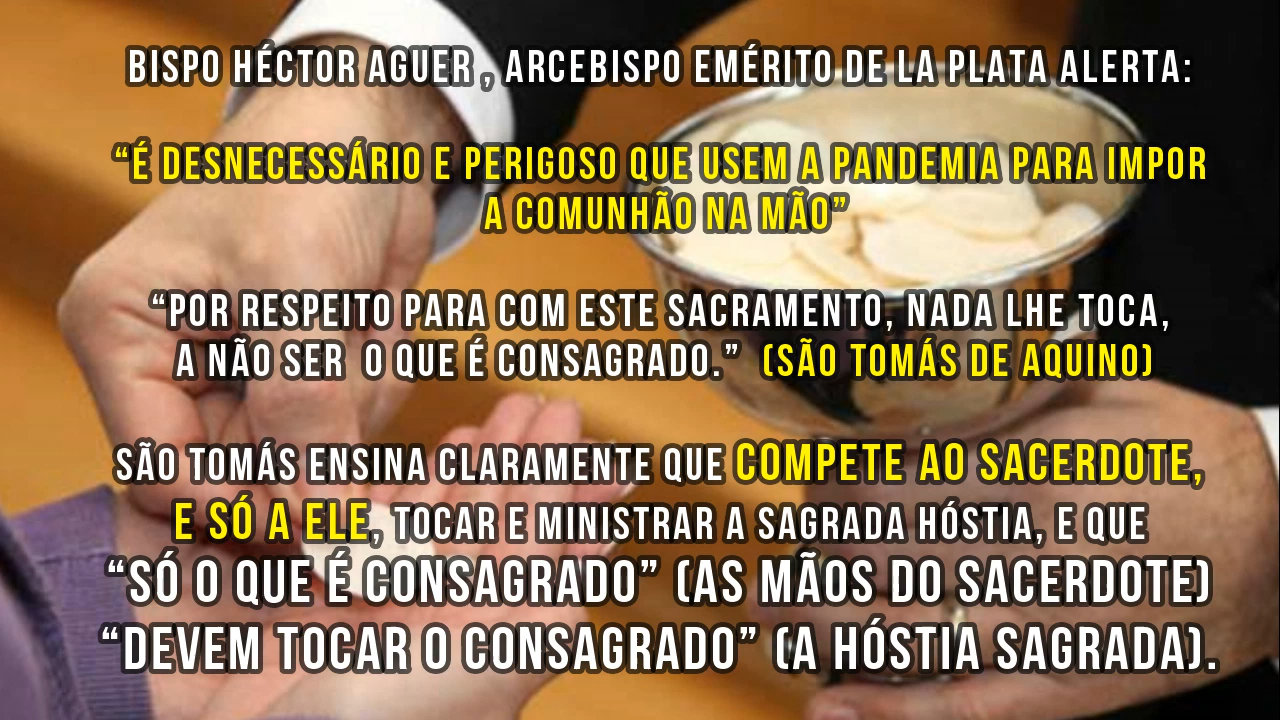 BISPO HÉCTOR AGUER , ARCEBISPO EMÉRITO DE LA PLATA ALERTA:
“É DESNECESSÁRIO E PERIGOSO QUE USEM A PANDEMIA PARA IMPOR
A COMUNHÃO NA MÃO”
“POR RESPEITO PARA COM ESTE SACRAMENTO, NADA LHE TOCA,
A NÃO SER O QUE É CONSAGRADO.” (SÃO TOMÁS DE AQUINO)
SÃO TOMÁS ENSINA CLARAMENTE QUE COMPETE AO SACERDOTE,
E SÓ A ELE, TOCAR E MINISTRAR A SAGRADA HÓSTIA, E QUE
“SÓ O QUE É CONSAGRADO” (AS MÃOS DO SACERDOTE)
“DEVEM TOCAR O CONSAGRADO” (A HÓSTIA SAGRADA).